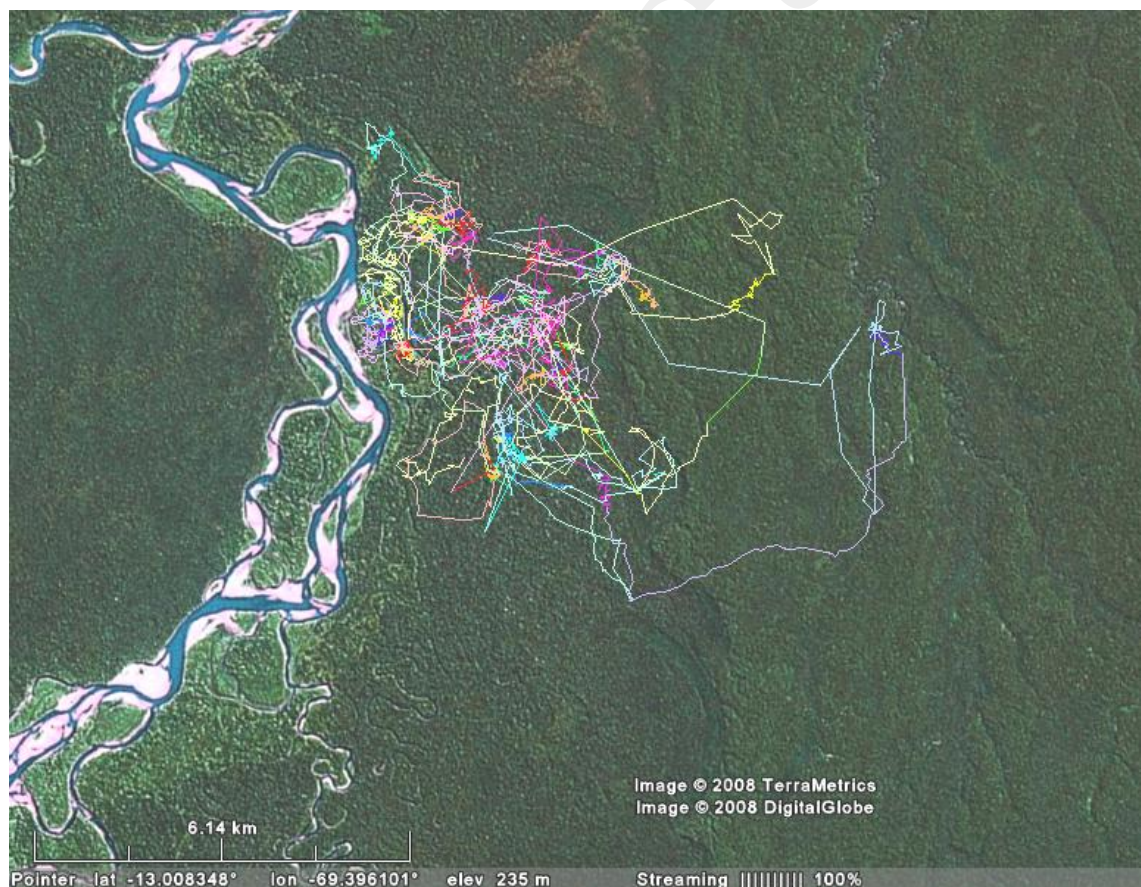 Image © 2008 TerraMetrics
Image © 2008 DigitalGlobe
6.14 km
Pointer lat -13.008348° lon -69.396101° elev 235 m Streaming |||||||||| 100%